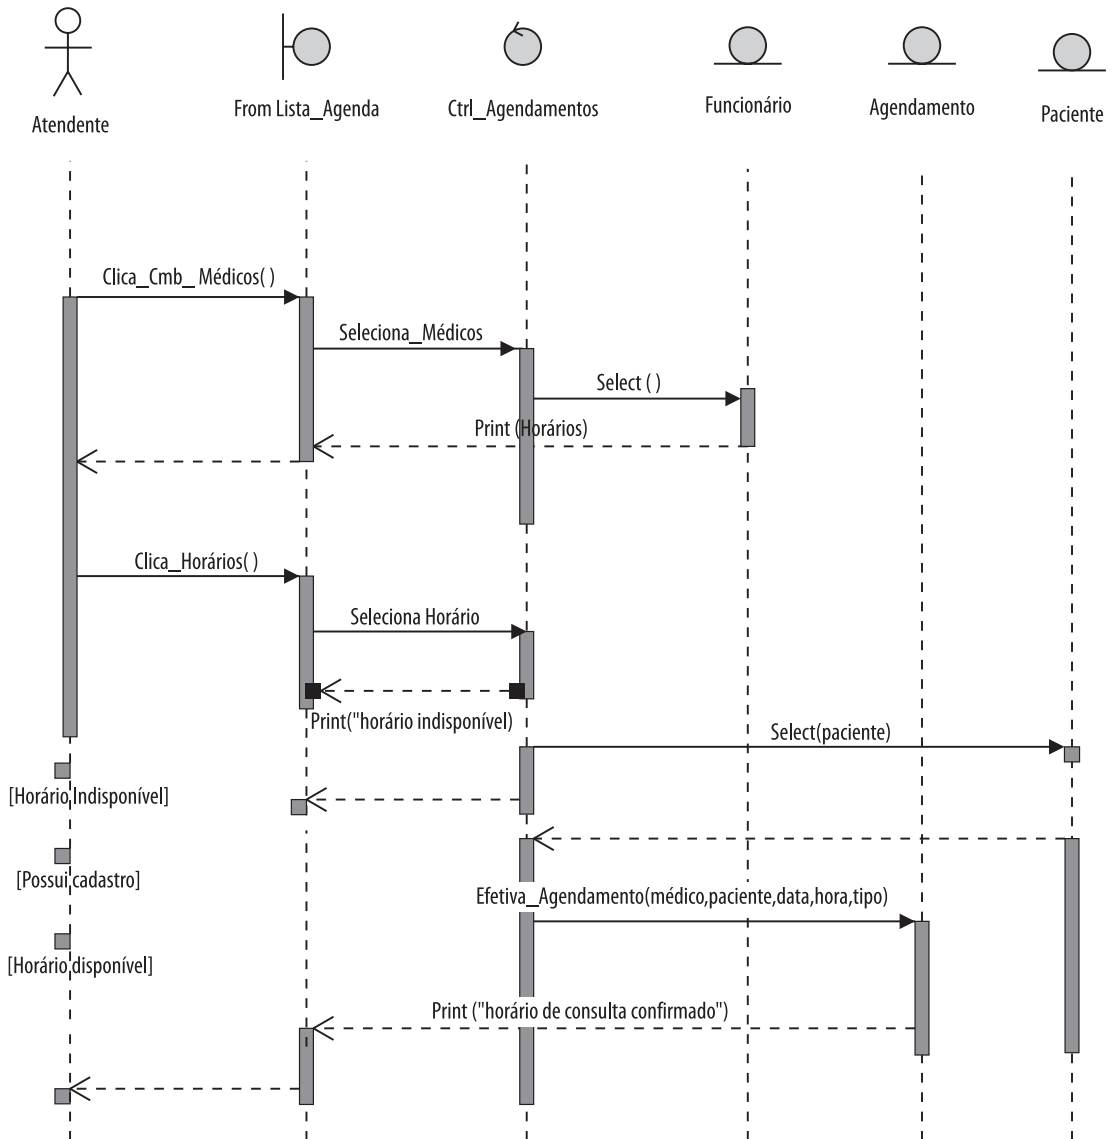 Atendente
From Lista_Agenda
Ctrl_Agendamentos
Funcionário
Agendamento
Paciente
Clica_Cmb_ Médicos( )
Seleciona_Médicos
Select ( )
Print (Horários)
Clica_Horários( )
Seleciona Horário
Print("horário indisponível)
Select(paciente)
[Horário Indisponível]
[Possui cadastro]
Efetiva_Agendamento(médico,paciente,data,hora,tipo)
[Horário disponível]
Print ("horário de consulta confirmado")